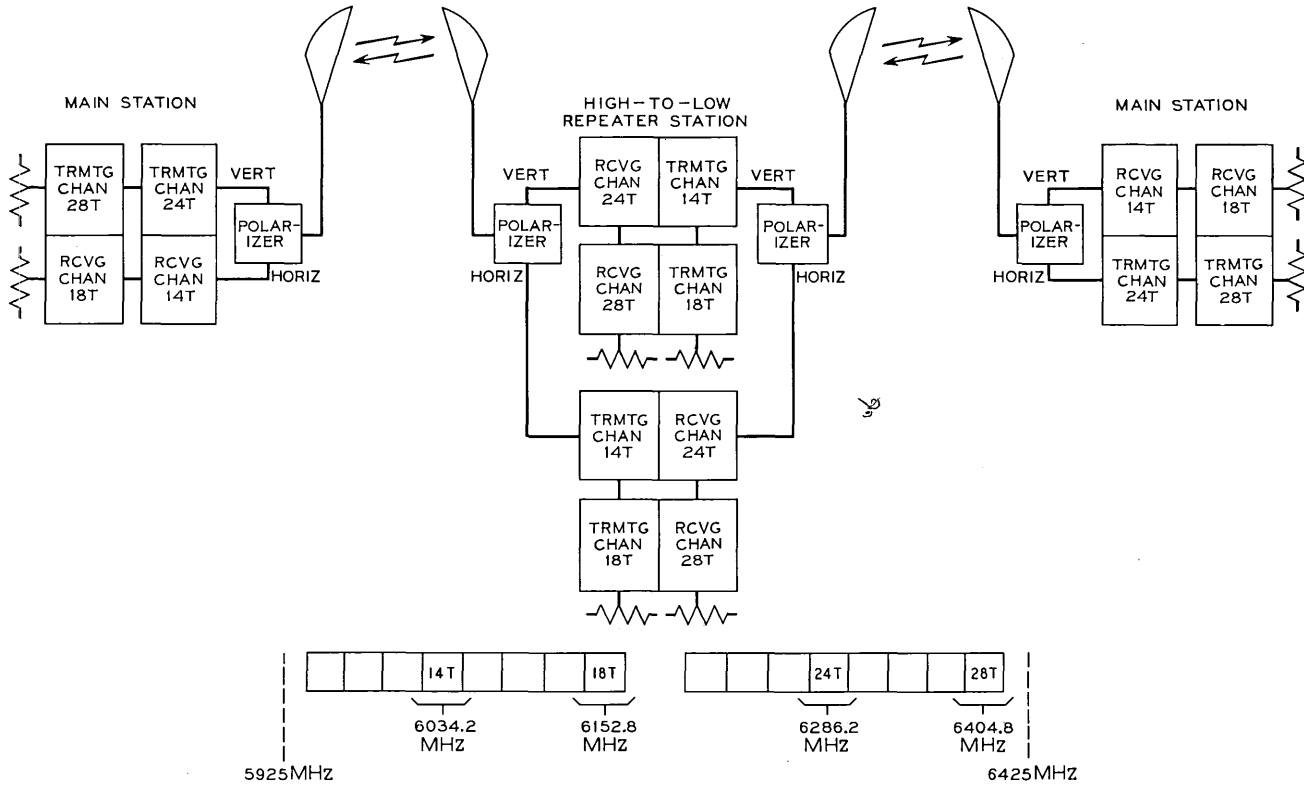 MAIN STATION
HIGH-TO-LOW
REPEATER STATION
MAIN STATION
TRMTG
CHAN
28T
TRMTG
CHAN
24T
VERT
POLAR-
IZER
HORIZ
RCVG
CHAN
18T
RCVG
CHAN
14T
VERT
POLAR-
IZER
HORIZ
RCVG
CHAN
24T
TRMTG
CHAN
14T
RCVG
CHAN
28T
TRMTG
CHAN
18T
VERT
POLAR-
IZER
HORIZ
TRMTG
CHAN
14T
RCVG
CHAN
24T
TRMTG
CHAN
18T
RCVG
CHAN
28T
VERT
POLAR-
IZER
HORIZ
RCVG
CHAN
14T
RCVG
CHAN
18T
TRMTG
CHAN
24T
TRMTG
CHAN
28T
14T
18T
24T
28T
6034.2
MHz
6152.8
MHz
6286.2
MHz
6404.8
MHz
5925MHz
6425MHz